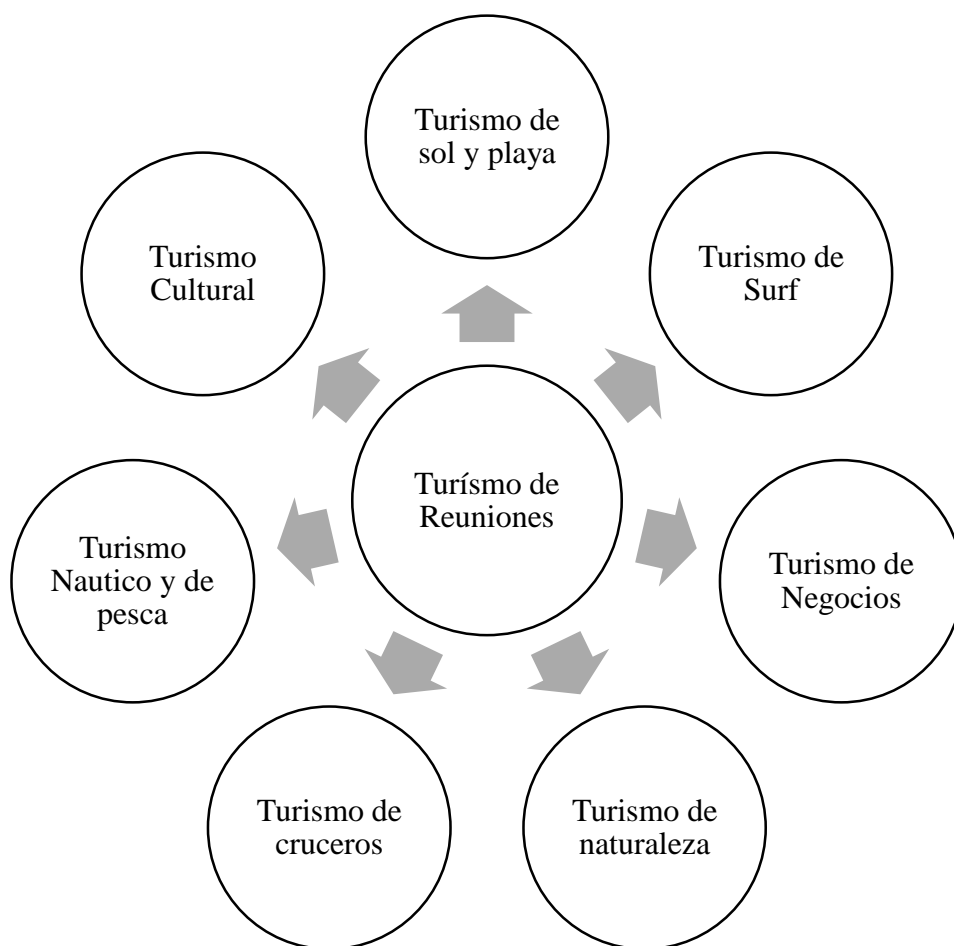 Turismo de
sol y playa
Turismo de
Surf
Turismo de
Negocios
Turismo de
naturaleza
Turismo de
cruceros
Turismo
Nautico y de
pesca
Turismo
Cultural
Turísmo de
Reuniones